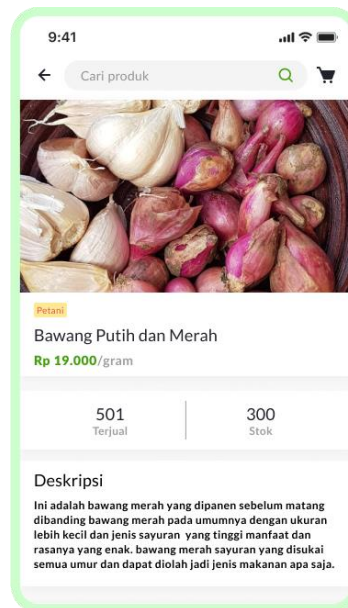 9:41
Cari produk
Petani
Bawang Putih dan Merah
Rp 19.000/gram
501
Terjual
300
Stok
Deskripsi
Ini adalah bawang merah yang dipanen sebelum matang
dibanding bawang merah pada umumnya dengan ukuran
lebih kecil dan jenis sayuran yang tinggi manfaat dan
rasanya yang enak. bawang merah sayuran yang disukai
semua umur dan dapat diolah jadi jenis makanan apa saja.